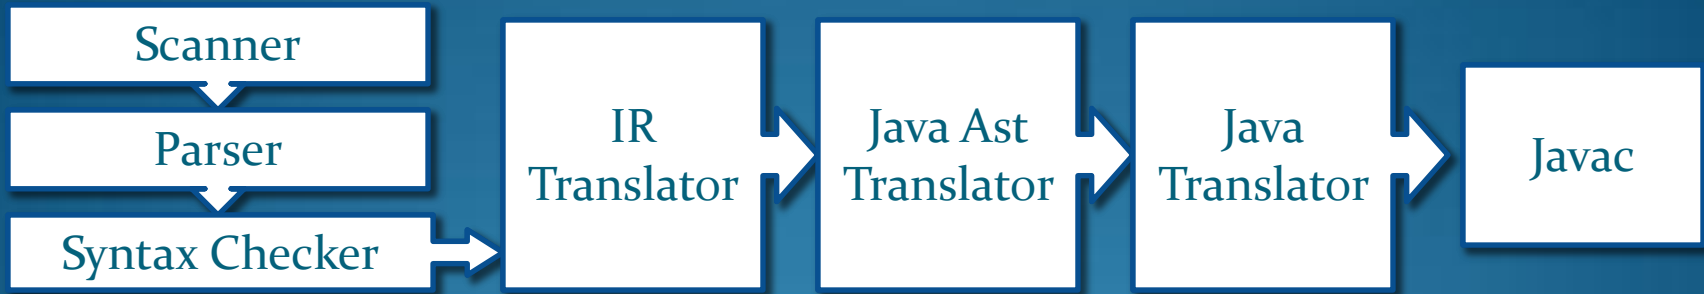 Scanner
Parser
Syntax Checker
IR
Translator
Java Ast
Translator
Java
Translator
Javac